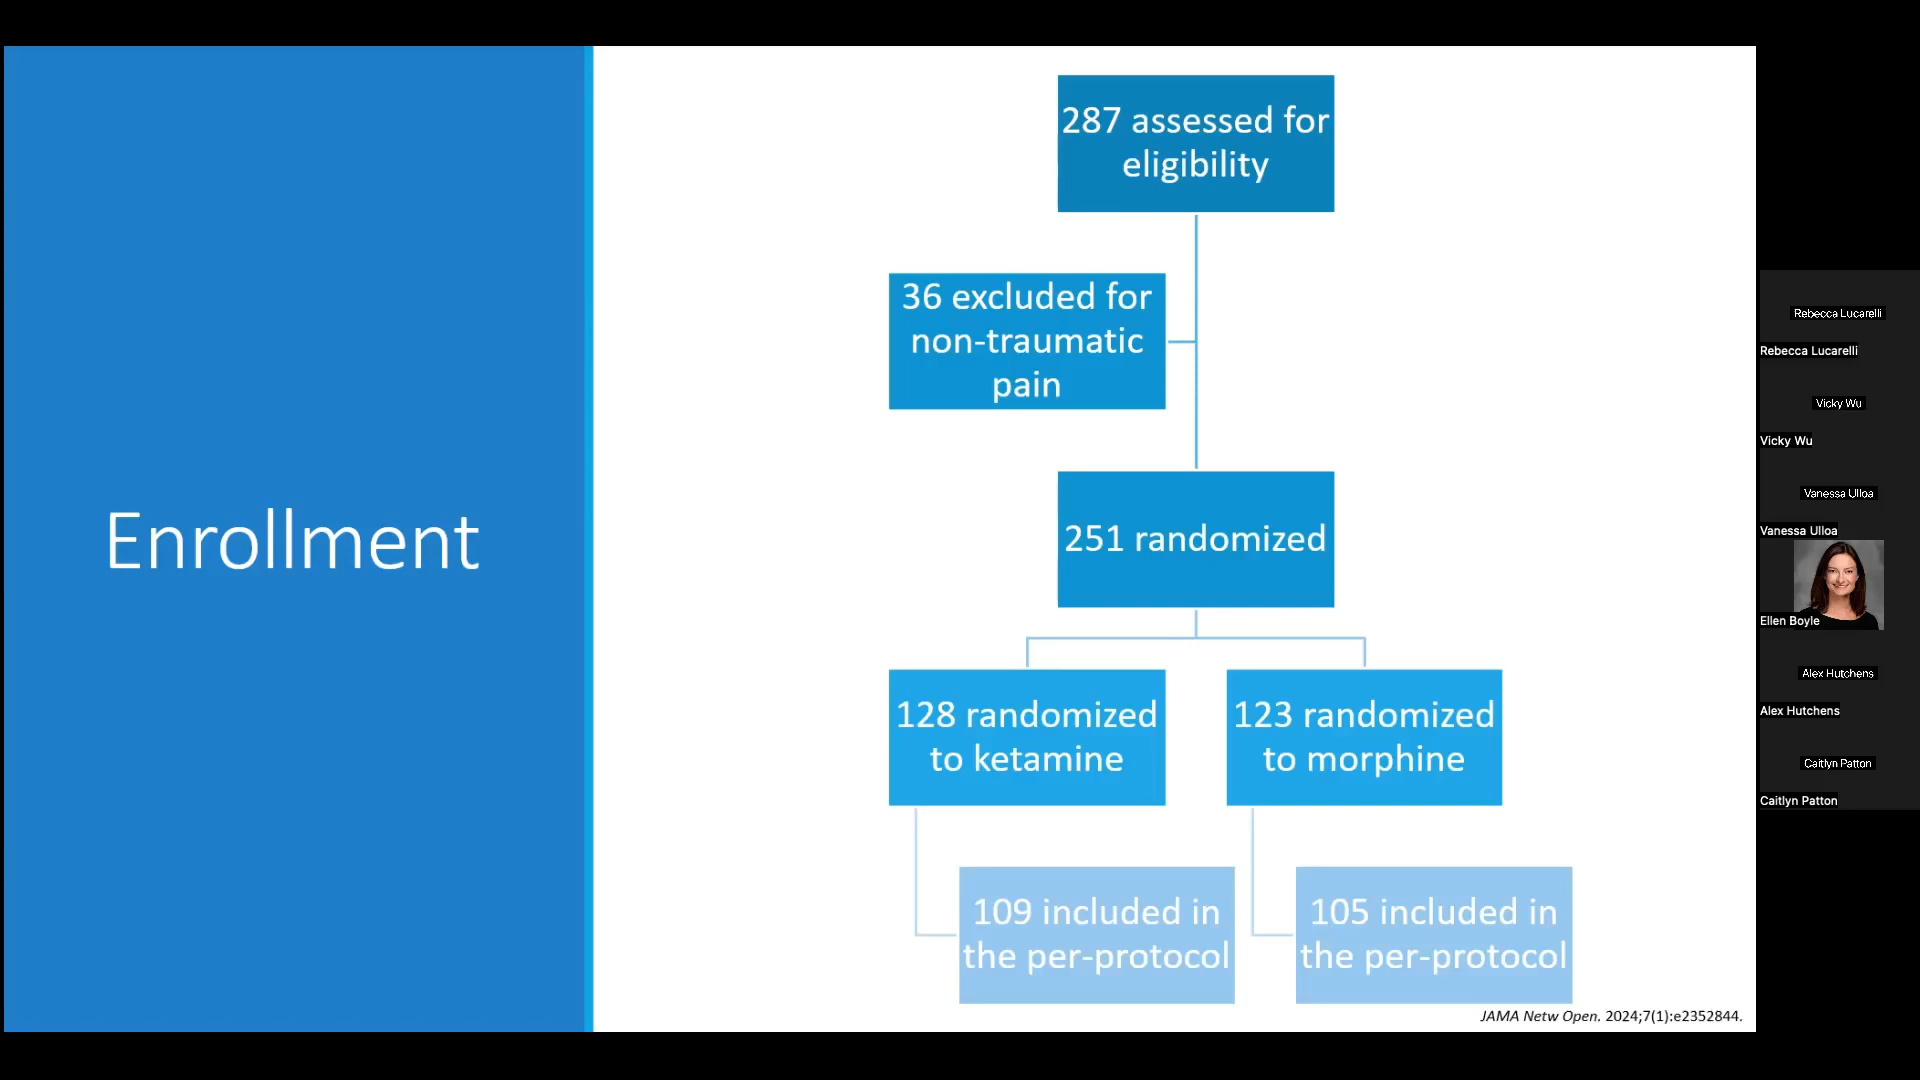 Enrollment
287 assessed for
eligibility
36 excluded for
non-traumatic
pain
251 randomized
128 randomized
to ketamine
123 randomized
to morphine
109 included in
the per-protocol
105 included in
the per-protocol
JAMA Netw Open. 2024;7(1):e2352844.
Rebecca Lucarelli
Rebecca Lucarelli
Vicky Wu
Vicky Wu
Vanessa Ulloa
Vanessa Ulloa
Ellen Boyle
Alex Hutchens
Alex Hutchens
Caitlyn Patton
Caitlyn Patton